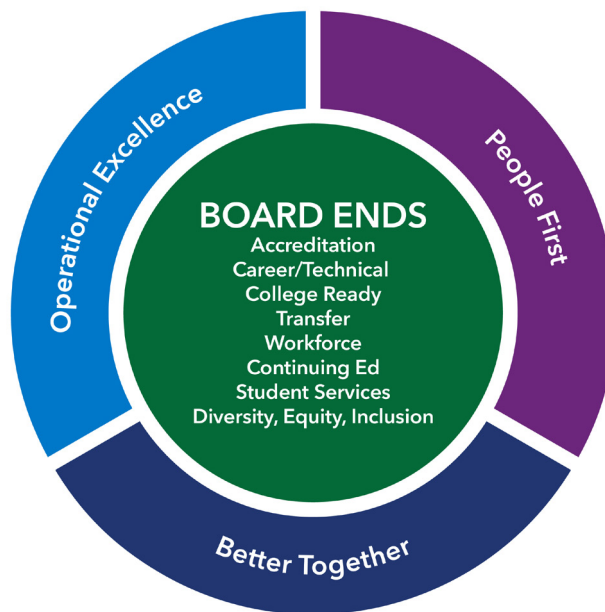 Operational Excellence
People First
BOARD ENDS
Accreditation
Career/Technical
College Ready
Transfer
Workforce
Continuing Ed
Student Services
Diversity, Equity, Inclusion
Better Together